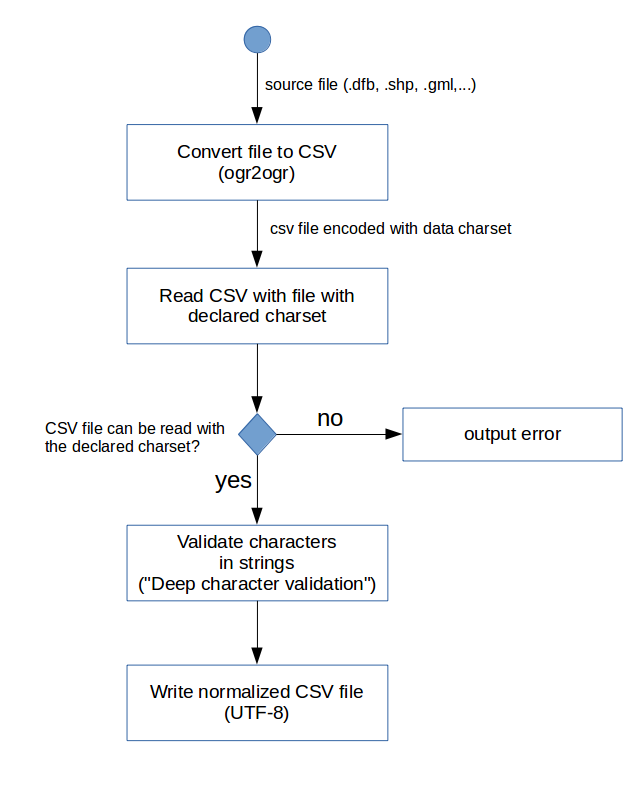 source file (.dfb, .shp, .gml,...)
Convert file to CSV
(ogr2ogr)
csv file encoded with data charset
Read CSV with file with
declared charset
CSV file can be read with
the declared charset?
no
output error
yes
Validate characters
in strings
("Deep character validation")
Write normalized CSV file
(UTF-8)